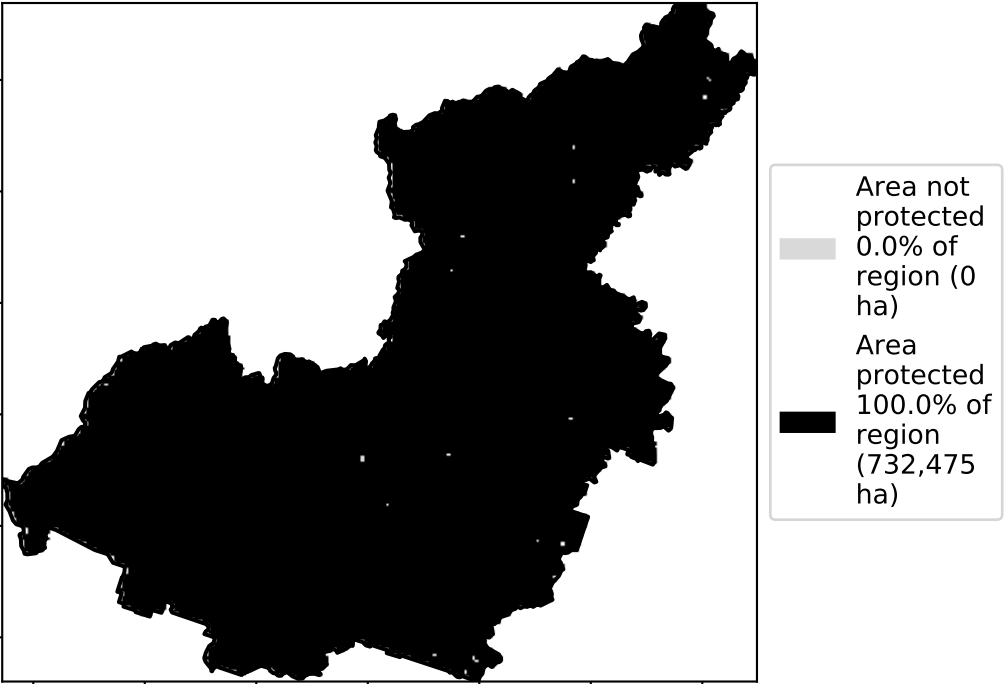 Area not
protected
0.0% of
region (0
ha)
Area
protected
100.0% of
region
(732,475
ha)